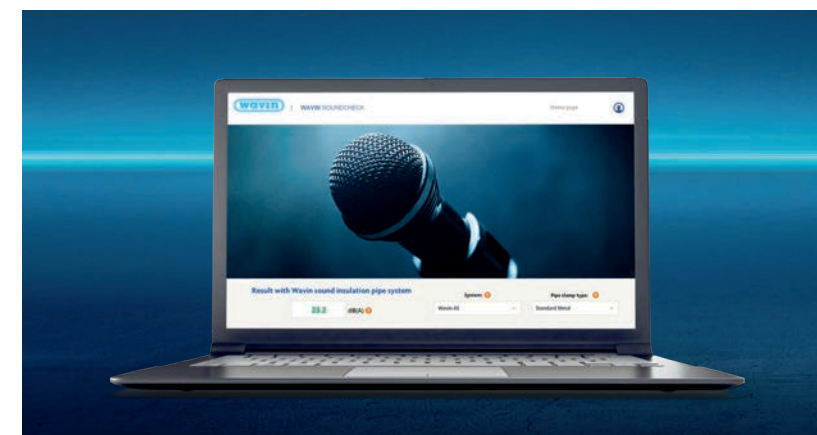 wavin | WAVIN SOUNDCHECK Home page
Result with Wavin sound insulation pipe system
System: Pipe clamp type:
23.2 dB(A) Wavin AS Standard Metal